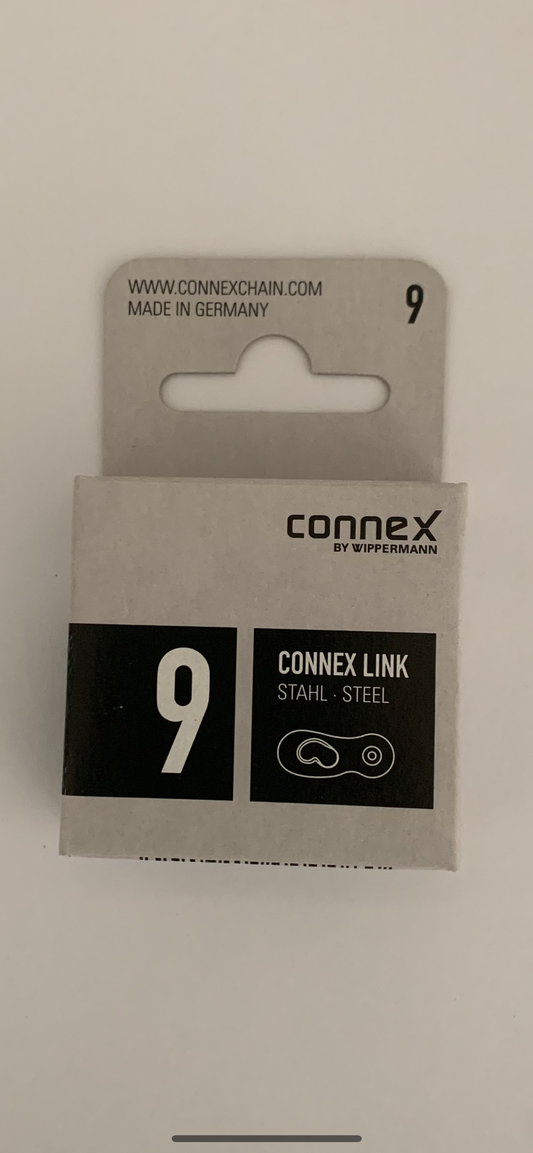 WWW.CONNEXCHAIN.COM
MADE IN GERMANY
9
conneX
BY WIPPERMANN
9
CONNEX LINK
STAHL · STEEL